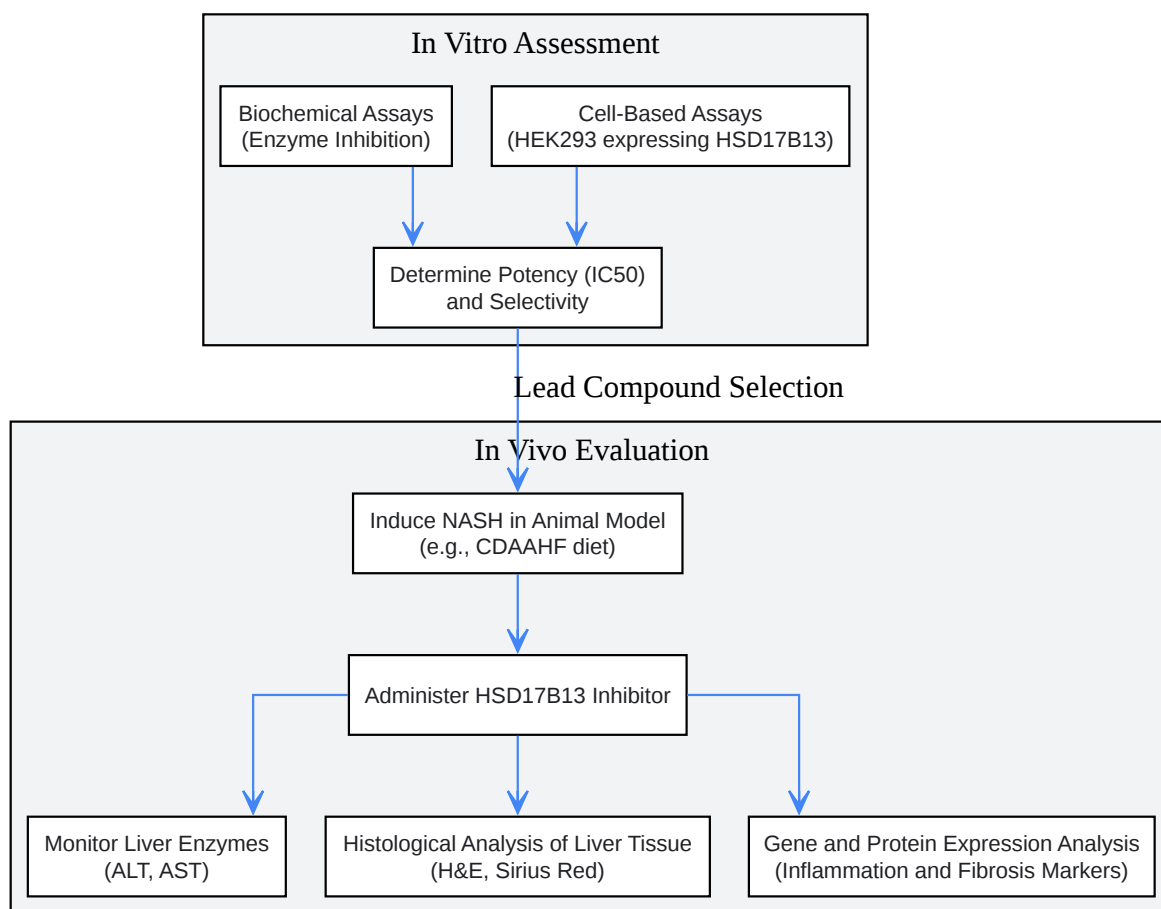 In Vitro Assessment
Biochemical Assays
(Enzyme Inhibition)
Cell-Based Assays
(HEK293 expressing HSD17B13)
Determine Potency (IC50)
and Selectivity
Lead Compound Selection
In Vivo Evaluation
Induce NASH in Animal Model
(e.g., CDAAHF diet)
Administer HSD17B13 Inhibitor
Monitor Liver Enzymes
(ALT, AST)
Histological Analysis of Liver Tissue
(H&E, Sirius Red)
Gene and Protein Expression Analysis
(Inflammation and Fibrosis Markers)